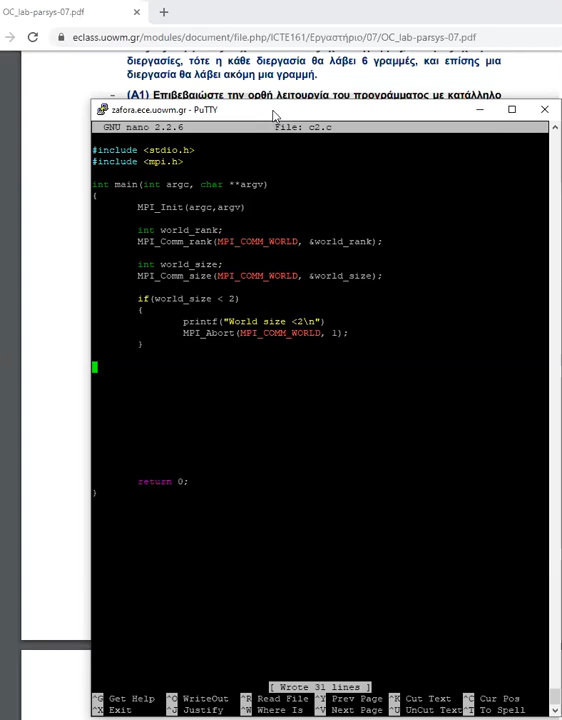 OC_lab-parsys-07.pdf
eclass.uowm.gr/modules/document/file.php/ICTE161/Εργαστήριο/07/OC_lab-parsys-07.pdf
διεργασίες, τότε η κάθε διεργασία θα λάβει 6 γραμμές, και επίσης μια
διεργασία θα λάβει ακόμη μια γραμμή.
- (A1) Επιβεβαιώστε την ορθή λειτουργία του προγράμματος με κατάλληλο
zafora.ece.uowm.gr - PuTTY
GNU nano 2.2.6 File: c2.c
#include <stdio.h>
#include <mpi.h>
int main(int argc, char **argv)
{
MPI_Init(argc,argv)
int world_rank;
MPI_Comm_rank(MPI_COMM_WORLD, &world_rank);
int world_size;
MPI_Comm_size(MPI_COMM_WORLD, &world_size);
if(world_size < 2)
{
printf("World size <2\n")
MPI_Abort(MPI_COMM_WORLD, 1);
}
return 0;
}
[ Wrote 31 lines ]
^G Get Help ^O WriteOut ^R Read File ^Y Prev Page ^K Cut Text ^C Cur Pos
^X Exit ^J Justify ^W Where Is ^V Next Page ^U UnCut Text ^T To Spell